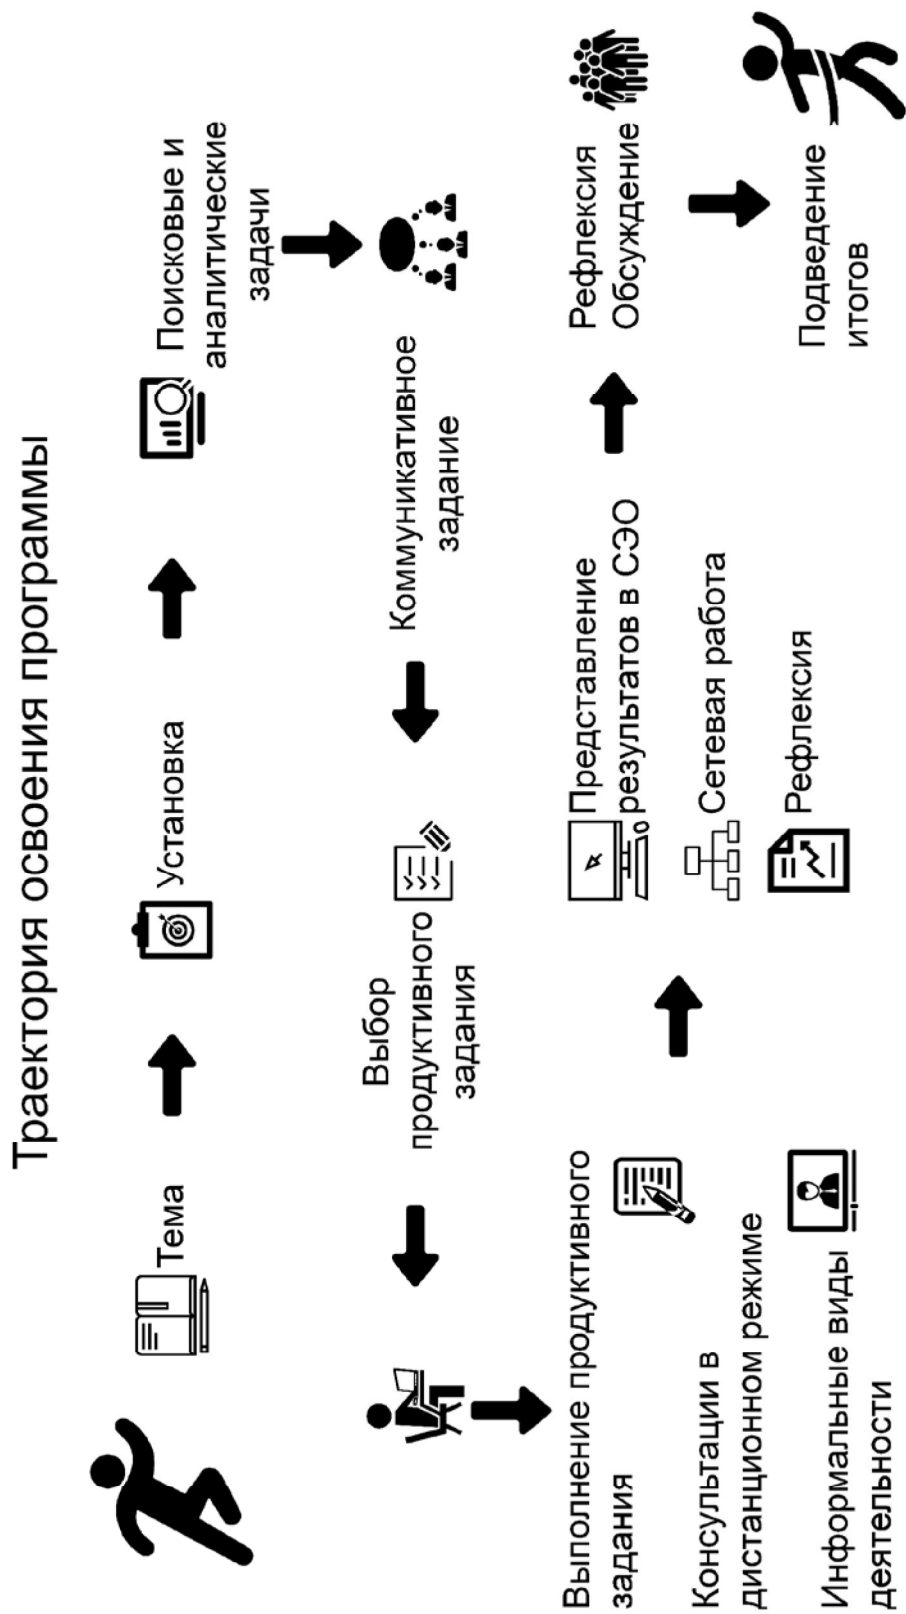 Траектория освоения программы
Тема
Установка
Поисковые и
аналитические
задачи
Коммуникативное
задание
Выбор
продуктивного
задания
Выполнение продуктивного
задания
Консультации в
дистанционном режиме
Информальные виды
деятельности
Представление
результатов в СЭО
Сетевая работа
Рефлексия
Рефлексия
Обсуждение
Подведение
итогов